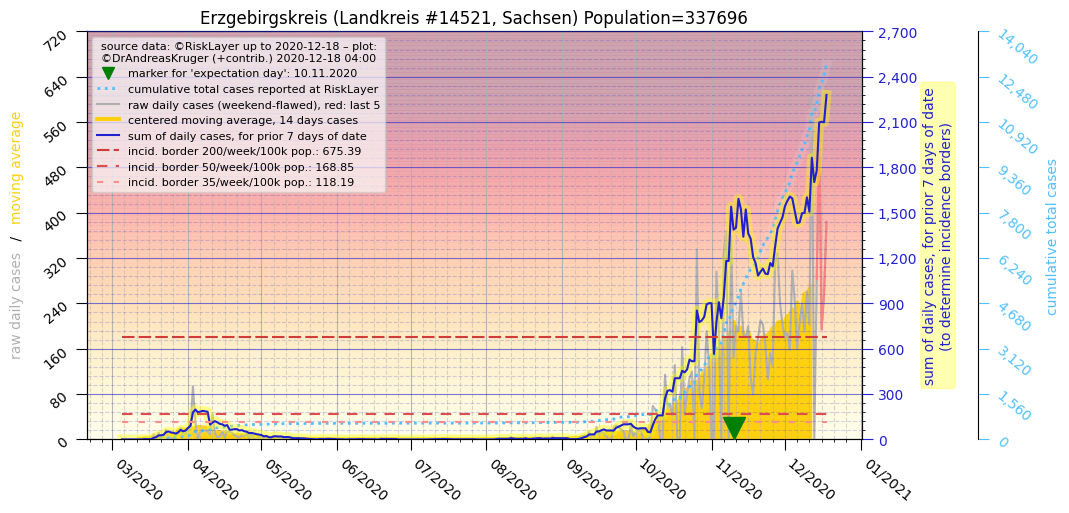 Erzgebirgskreis (Landkreis #14521, Sachsen) Population=337696
source data: ©RiskLayer up to 2020-12-18 – plot:
©DrAndreasKruger (+contrib.) 2020-12-18 04:00
marker for 'expectation day': 10.11.2020
cumulative total cases reported at RiskLayer
raw daily cases (weekend-flawed), red: last 5
centered moving average, 14 days cases
sum of daily cases, for prior 7 days of date
incid. border 200/week/100k pop.: 675.39
incid. border 50/week/100k pop.: 168.85
incid. border 35/week/100k pop.: 118.19
raw daily cases / moving average
720
640
560
480
400
320
240
160
80
0
03/2020
04/2020
05/2020
06/2020
07/2020
08/2020
09/2020
10/2020
11/2020
12/2020
01/2021
2,700
2,400
2,100
1,800
1,500
1,200
900
600
300
0
sum of daily cases, for prior 7 days of date
(to determine incidence borders)
14,040
12,480
10,920
9,360
7,800
6,240
4,680
3,120
1,560
0
cumulative total cases